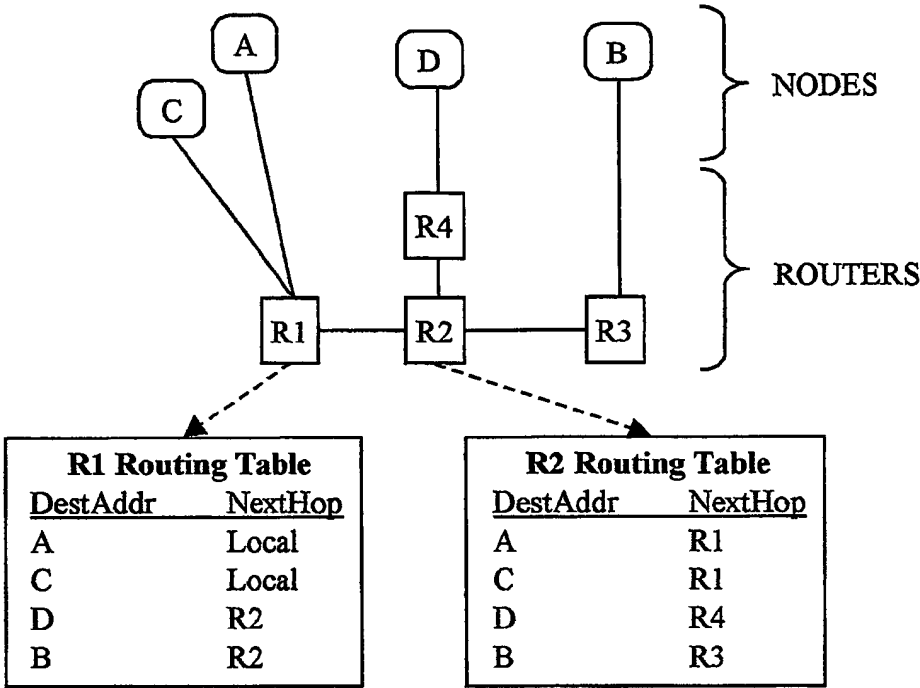 A
D
B
C
NODES
R4
ROUTERS
R1
R2
R3
R1 Routing Table
DestAddr NextHop
A Local
C Local
D R2
B R2
R2 Routing Table
DestAddr NextHop
A R1
C R1
D R4
B R3